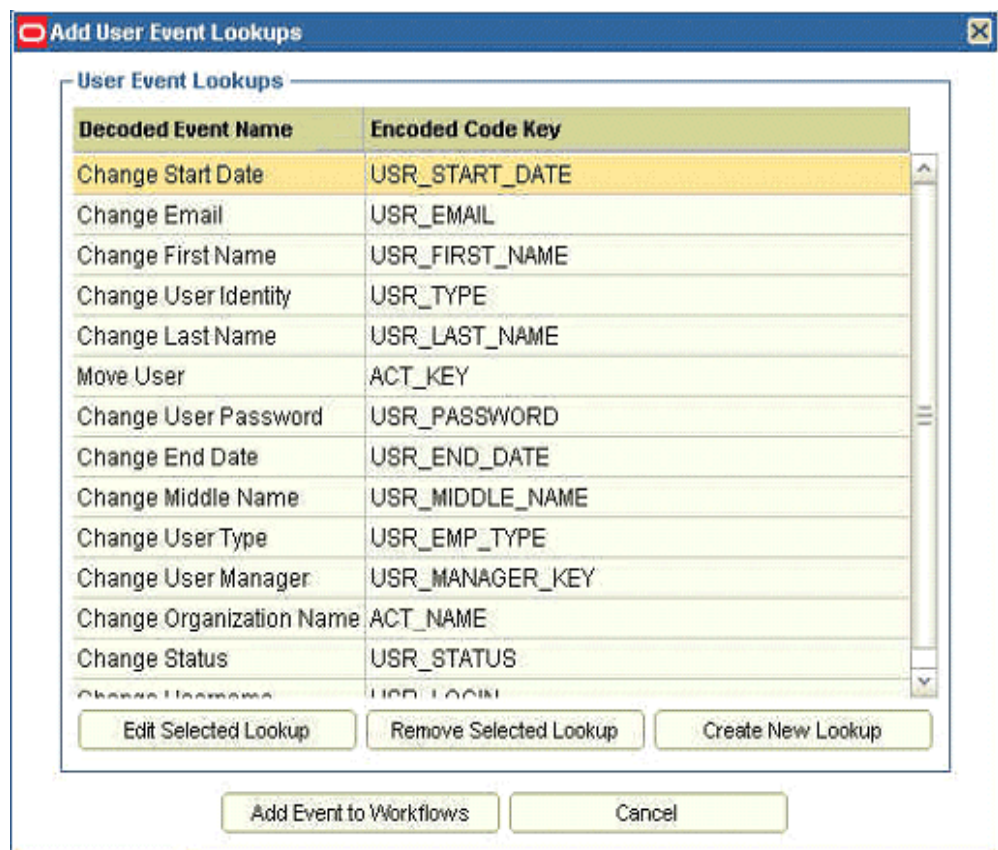 Add User Event Lookups
User Event Lookups
Decoded Event Name Encoded Code Key
Change Start Date USR_START_DATE
Change Email USR_EMAIL
Change First Name USR_FIRST_NAME
Change User Identity USR_TYPE
Change Last Name USR_LAST_NAME
Move User ACT_KEY
Change User Password USR_PASSWORD
Change End Date USR_END_DATE
Change Middle Name USR_MIDDLE_NAME
Change User Type USR_EMP_TYPE
Change User Manager USR_MANAGER_KEY
Change Organization Name ACT_NAME
Change Status USR_STATUS
Change Username USR_LOGIN
Edit Selected Lookup Remove Selected Lookup Create New Lookup
Add Event to Workflows Cancel